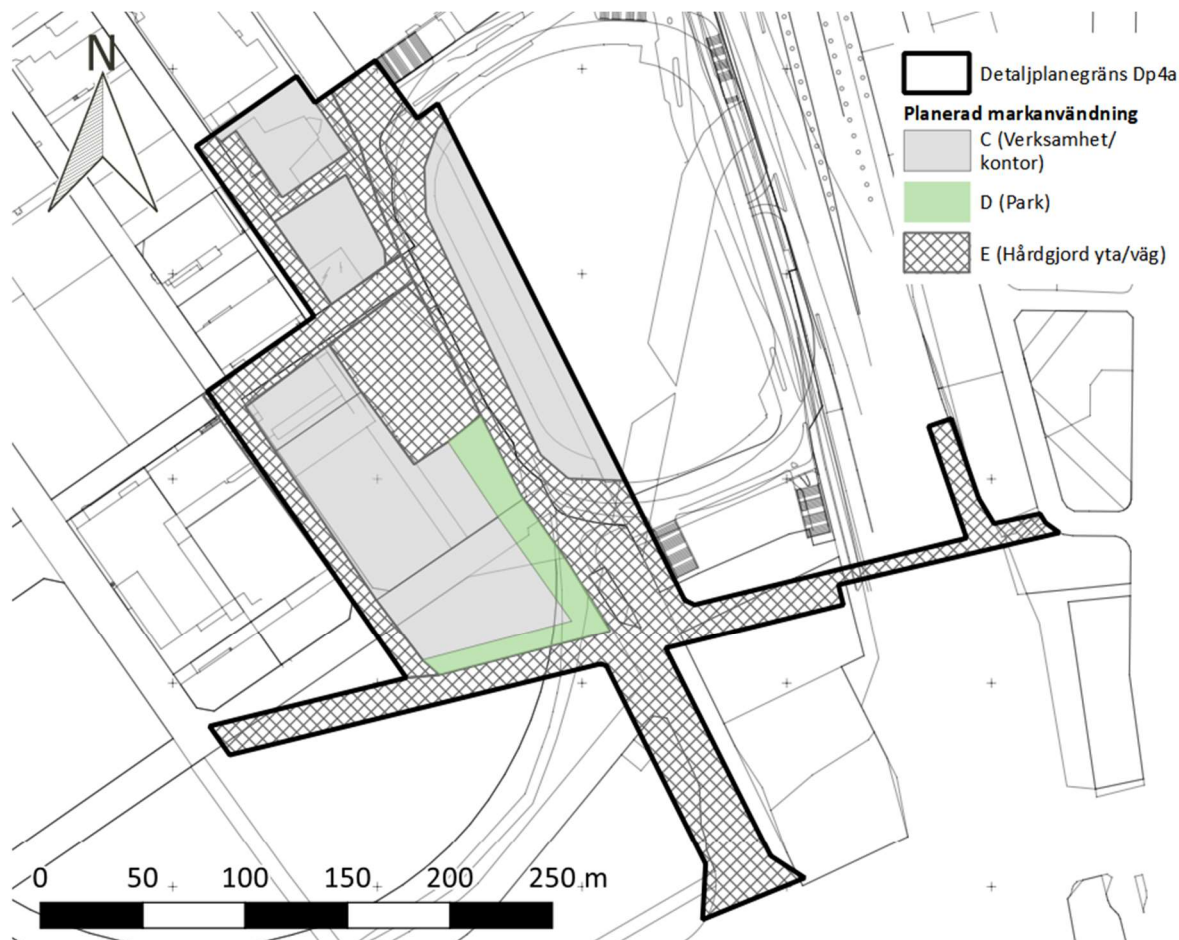 N
Detaljplanegräns Dp4a
Planerad markanvändning
C (Verksamhet/
kontor)
D (Park)
E (Hårdgjord yta/väg)
0 50 100 150 200 250 m